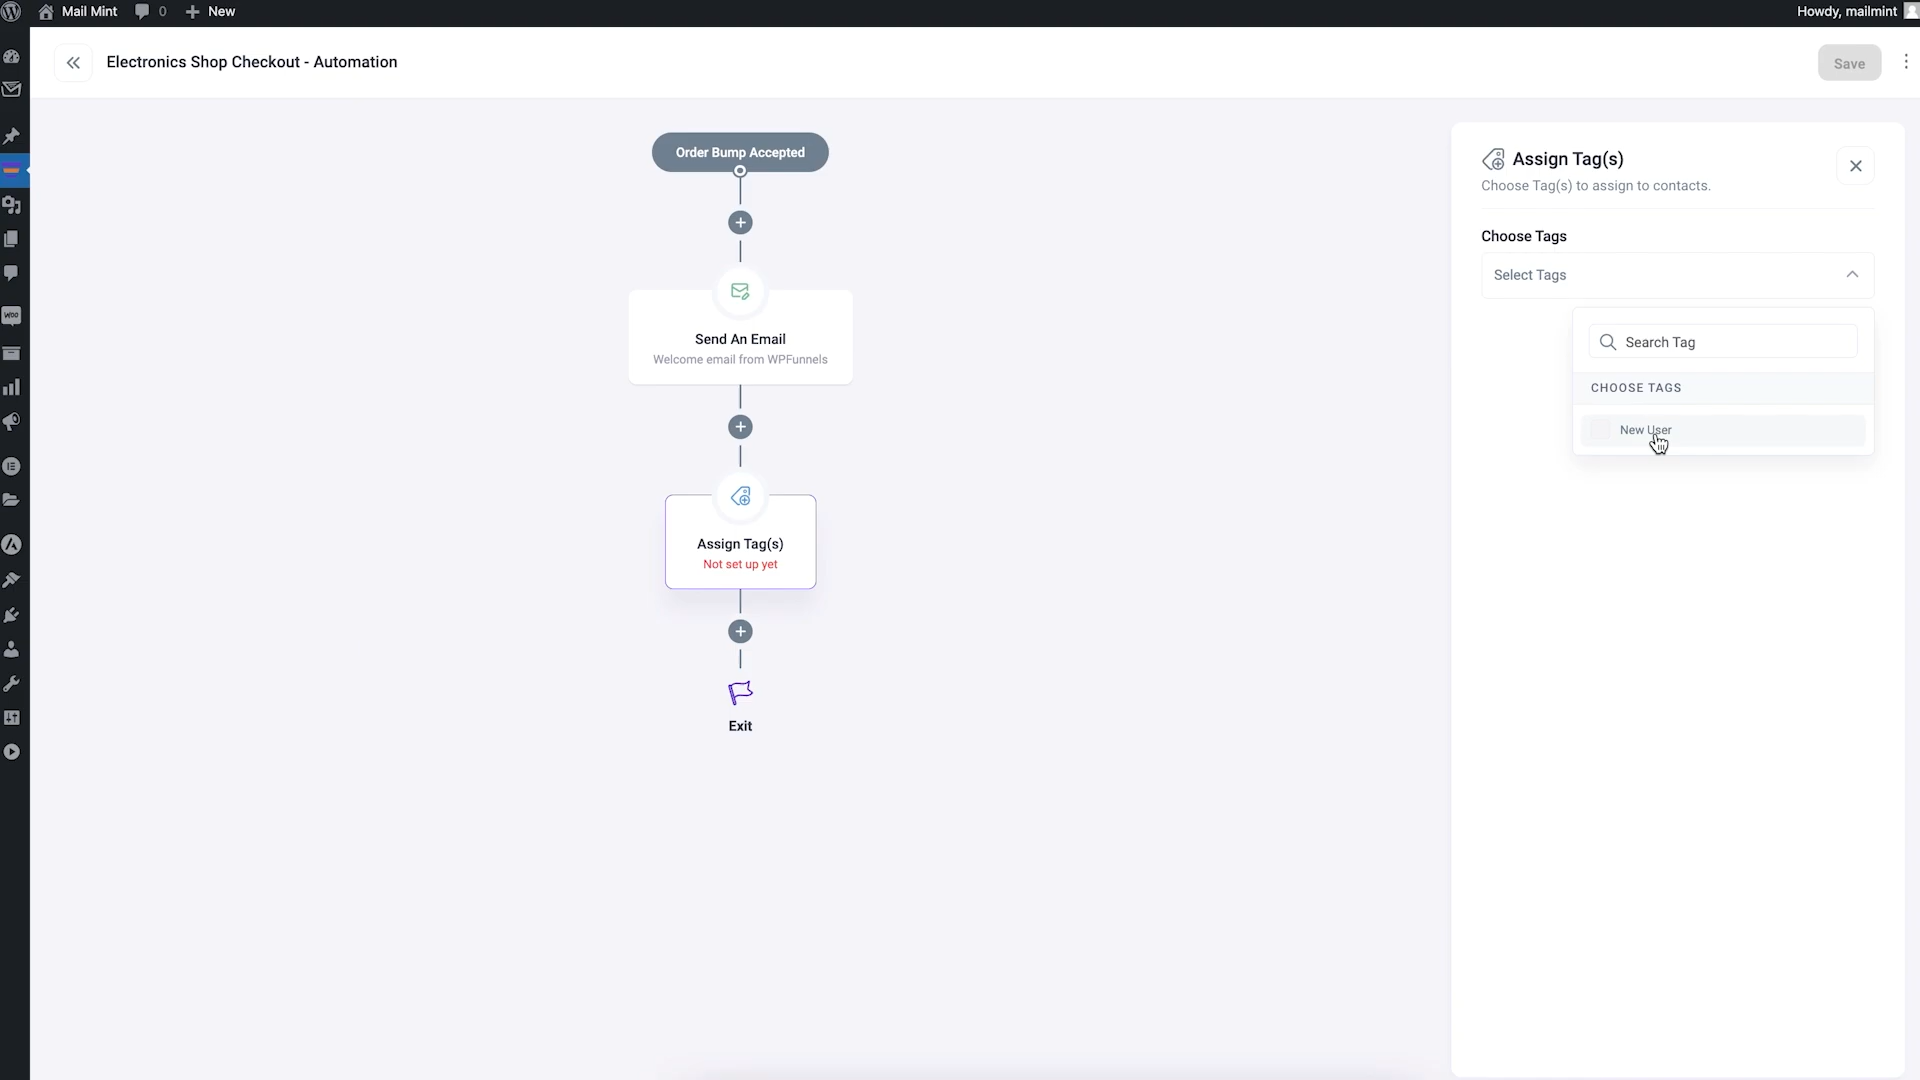 Mail Mint
0
New
Howdy, mailmint
Electronics Shop Checkout - Automation
Save
Order Bump Accepted
Send An Email
Welcome email from WPFunnels
Assign Tag(s)
Not set up yet
Exit
Assign Tag(s)
Choose Tag(s) to assign to contacts.
Choose Tags
Select Tags
Search Tag
CHOOSE TAGS
New User
WOO